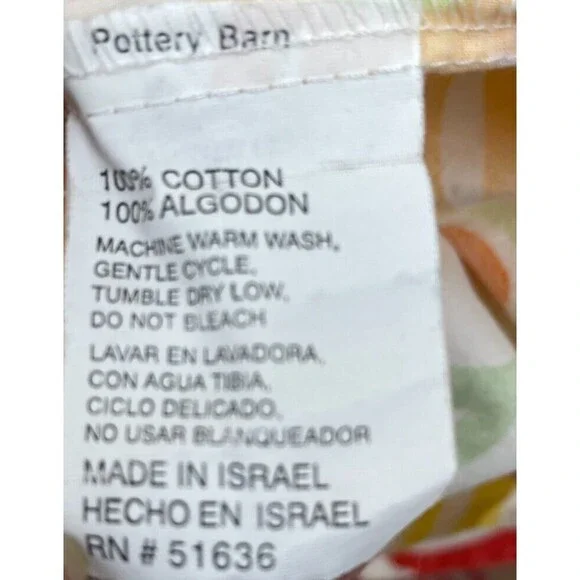 Pottery Barn
100% COTTON
100% ALGODON
MACHINE WARM WASH,
GENTLE CYCLE,
TUMBLE DRY LOW,
DO NOT BLEACH
LAVAR EN LAVADORA,
CON AGUA TIBIA,
CICLO DELICADO,
NO USAR BLANQUEADOR
MADE IN ISRAEL
HECHO EN ISRAEL
RN # 51636